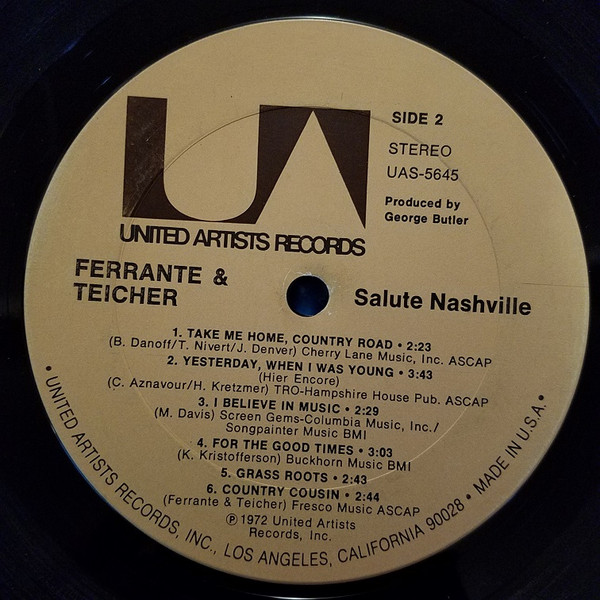 UA
SIDE 2
STEREO
UAS-5645
Produced by
George Butler
UNITED ARTISTS RECORDS
FERRANTE &
TEICHER
Salute Nashville
1. TAKE ME HOME, COUNTRY ROAD • 2:23
(B. Danoff/T. Nivert/J. Denver) Cherry Lane Music, Inc. ASCAP
2. YESTERDAY, WHEN I WAS YOUNG • 3:43
(Hier Encore)
(C. Aznavour/H. Kretzmer) TRO-Hampshire House Pub. ASCAP
3. I BELIEVE IN MUSIC • 2:29
(M. Davis) Screen Gems-Columbia Music, Inc./
Songpainter Music BMI
4. FOR THE GOOD TIMES • 3:03
(K. Kristofferson) Buckhorn Music BMI
5. GRASS ROOTS • 2:43
6. COUNTRY COUSIN • 2:44
(Ferrante & Teicher) Fresco Music ASCAP
℗ 1972 United Artists
Records, Inc.
• UNITED ARTISTS RECORDS, INC., LOS ANGELES, CALIFORNIA 90028 • MADE IN U.S.A. •